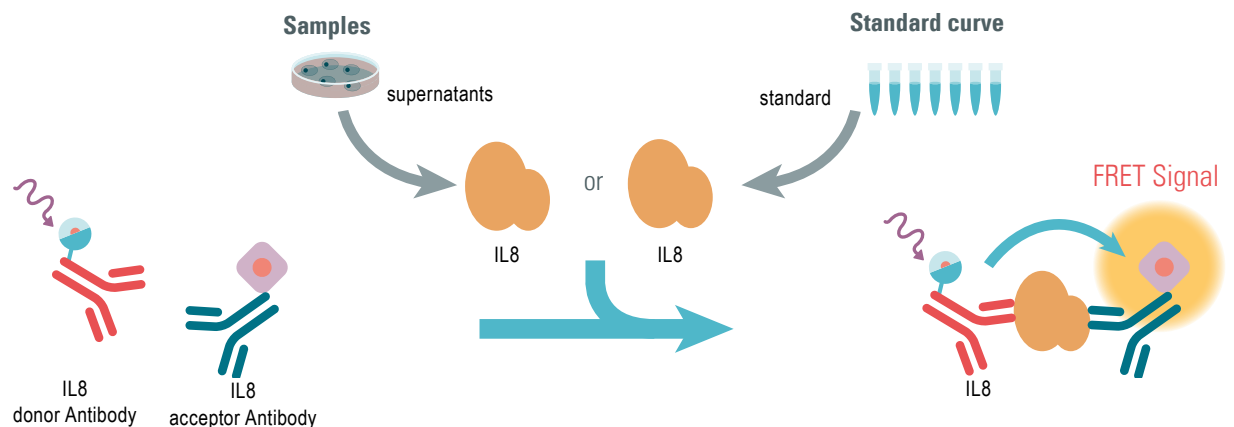 Samples
Standard curve
supernatants
standard
or
FRET Signal
IL8
IL8
IL8
donor Antibody
IL8
acceptor Antibody
IL8